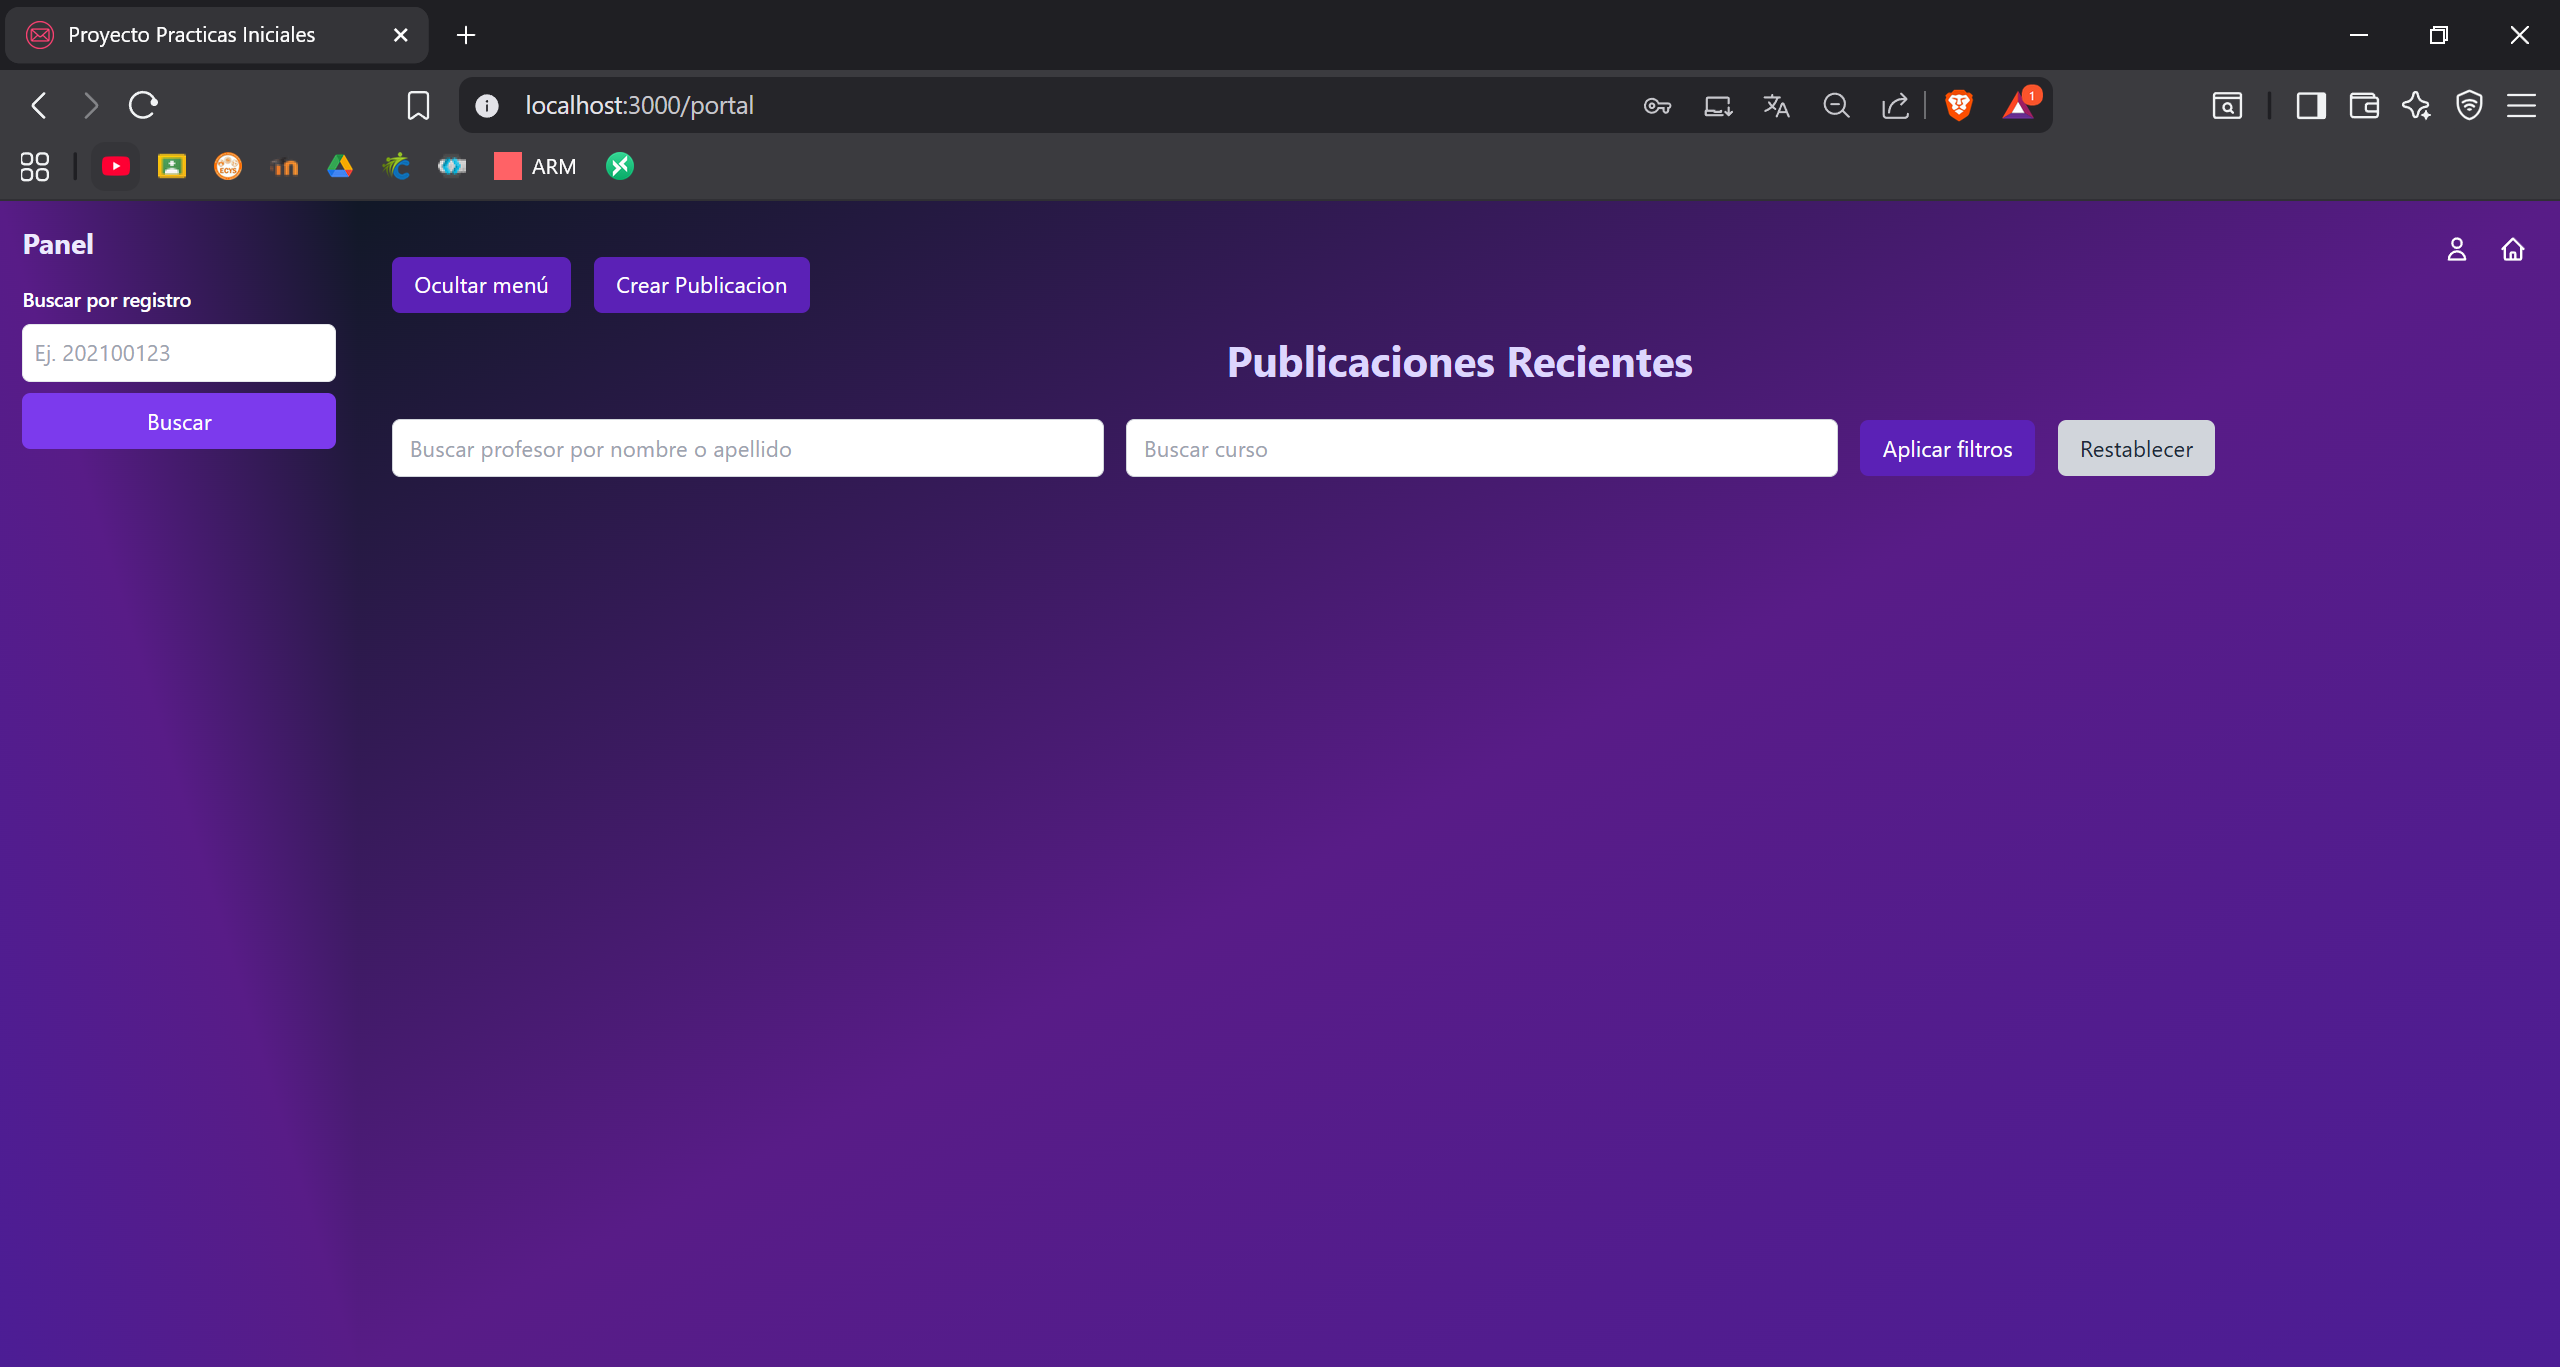 Proyecto Practicas Iniciales
localhost:3000/portal
1
ARM
Panel
Buscar por registro
Ej. 202100123
Buscar
Ocultar menú
Crear Publicacion
Publicaciones Recientes
Buscar profesor por nombre o apellido
Buscar curso
Aplicar filtros
Restablecer